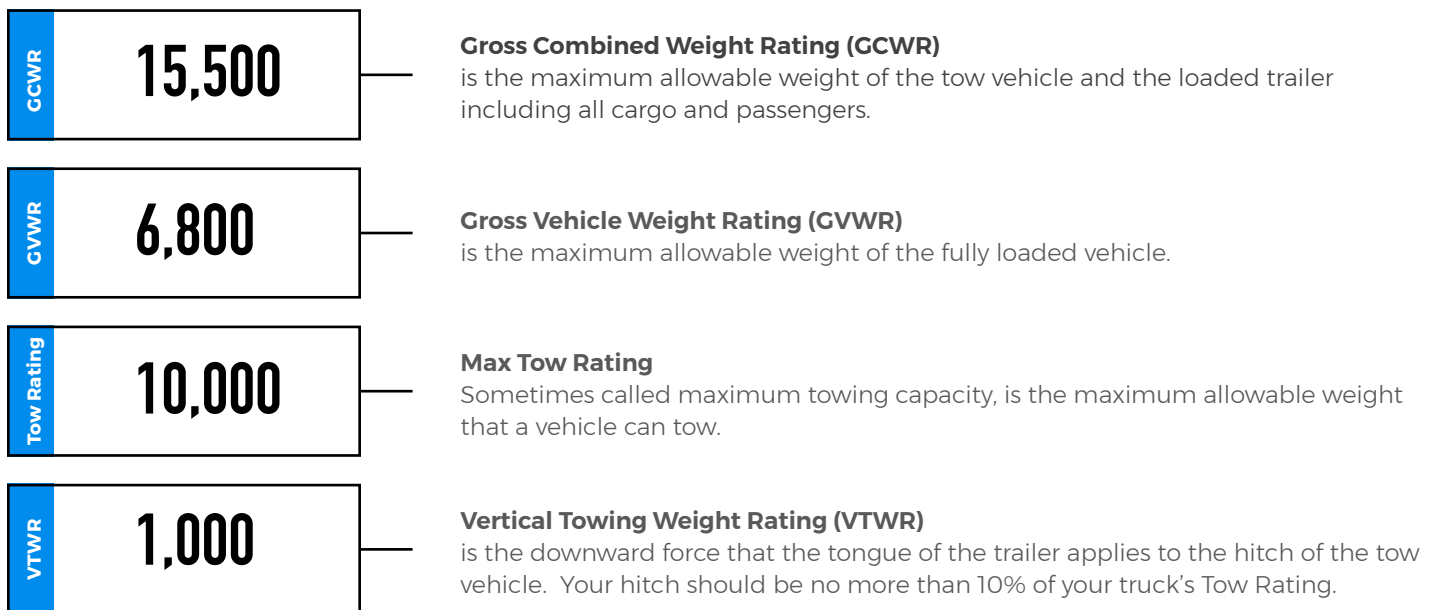 GCWR
15,500
Gross Combined Weight Rating (GCWR)
is the maximum allowable weight of the tow vehicle and the loaded trailer
including all cargo and passengers.
GVWR
6,800
Gross Vehicle Weight Rating (GVWR)
is the maximum allowable weight of the fully loaded vehicle.
Tow Rating
10,000
Max Tow Rating
Sometimes called maximum towing capacity, is the maximum allowable weight
that a vehicle can tow.
VTWR
1,000
Vertical Towing Weight Rating (VTWR)
is the downward force that the tongue of the trailer applies to the hitch of the tow
vehicle.  Your hitch should be no more than 10% of your truck's Tow Rating.